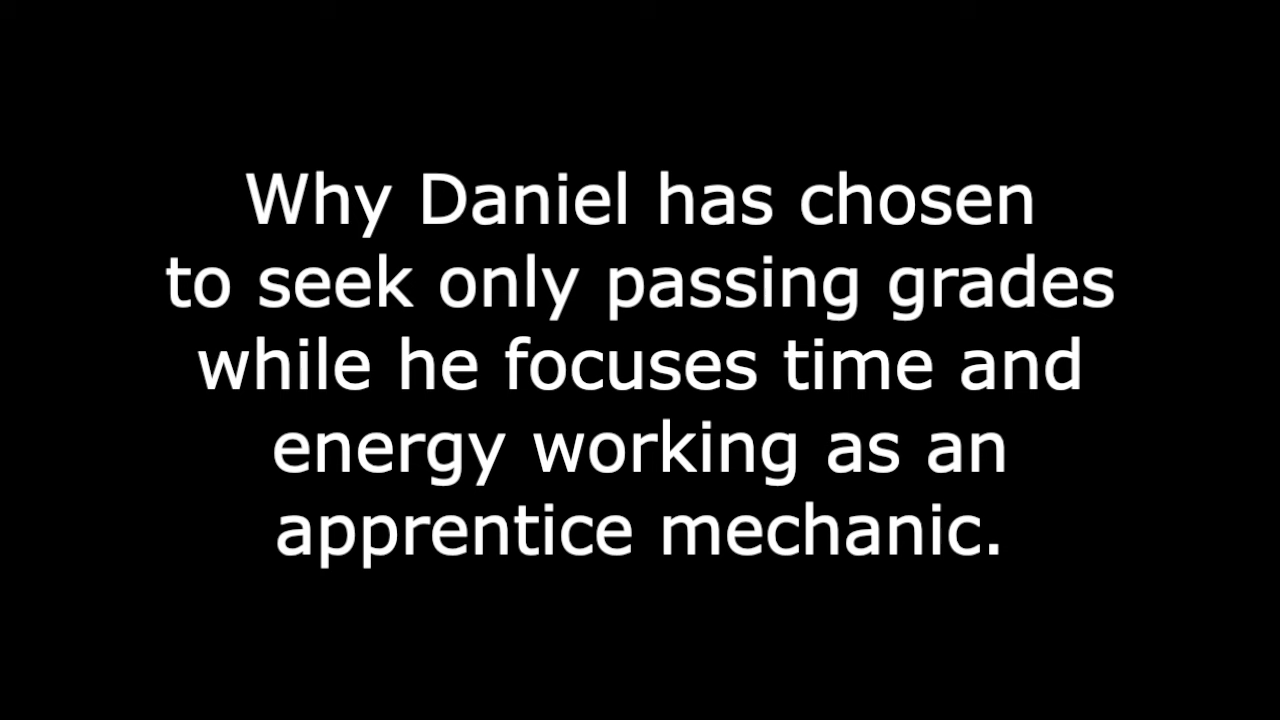 Why Daniel has chosen
to seek only passing grades
while he focuses time and
energy working as an
apprentice mechanic.